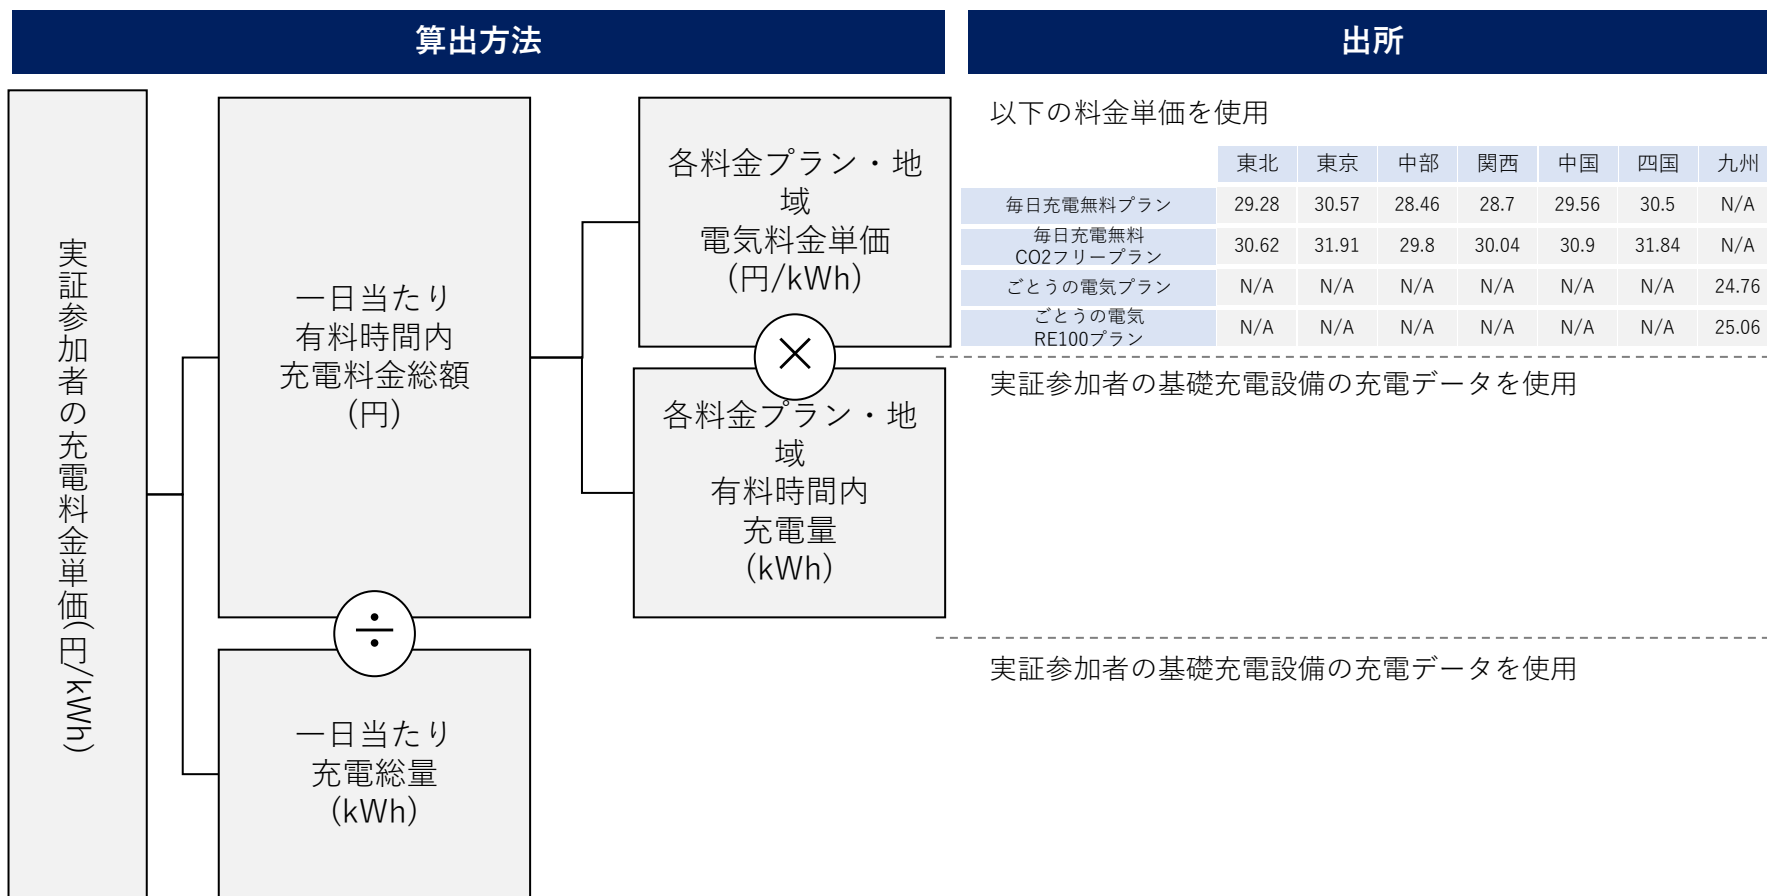 算出方法
出所
実証参加者の充電料金単価(円/kWh)
一日当たり
有料時間内
充電料金総額
(円)
÷
一日当たり
充電総量
(kWh)
各料金プラン・地
域
電気料金単価
(円/kWh)
×
各料金プラン・地
域
有料時間内
充電量
(kWh)
以下の料金単価を使用
東北 東京 中部 関西 中国 四国 九州
毎日充電無料プラン 29.28 30.57 28.46 28.7 29.56 30.5 N/A
毎日充電無料
CO2フリープラン 30.62 31.91 29.8 30.04 30.9 31.84 N/A
ごとうの電気プラン N/A N/A N/A N/A N/A N/A 24.76
ごとうの電気
RE100プラン N/A N/A N/A N/A N/A N/A 25.06
実証参加者の基礎充電設備の充電データを使用
実証参加者の基礎充電設備の充電データを使用